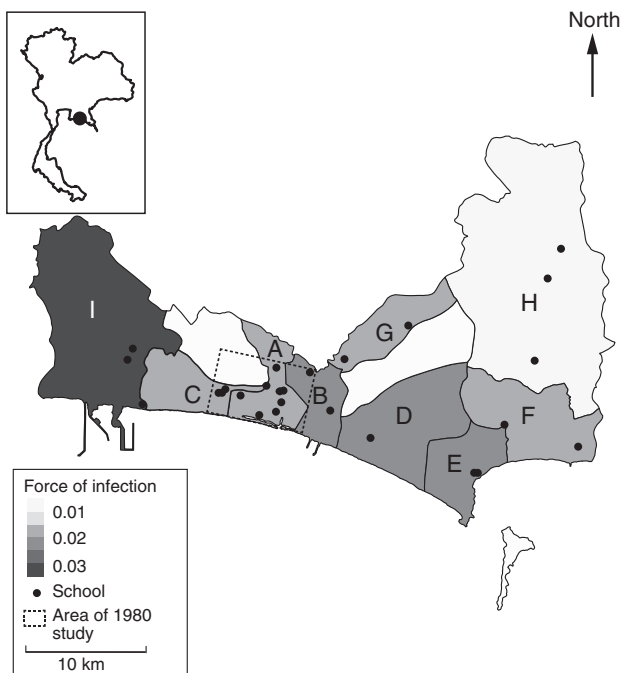 North
I
A
G
H
C
B
D
F
E
Force of infection
0.01
0.02
0.03
School
Area of 1980
study
10 km